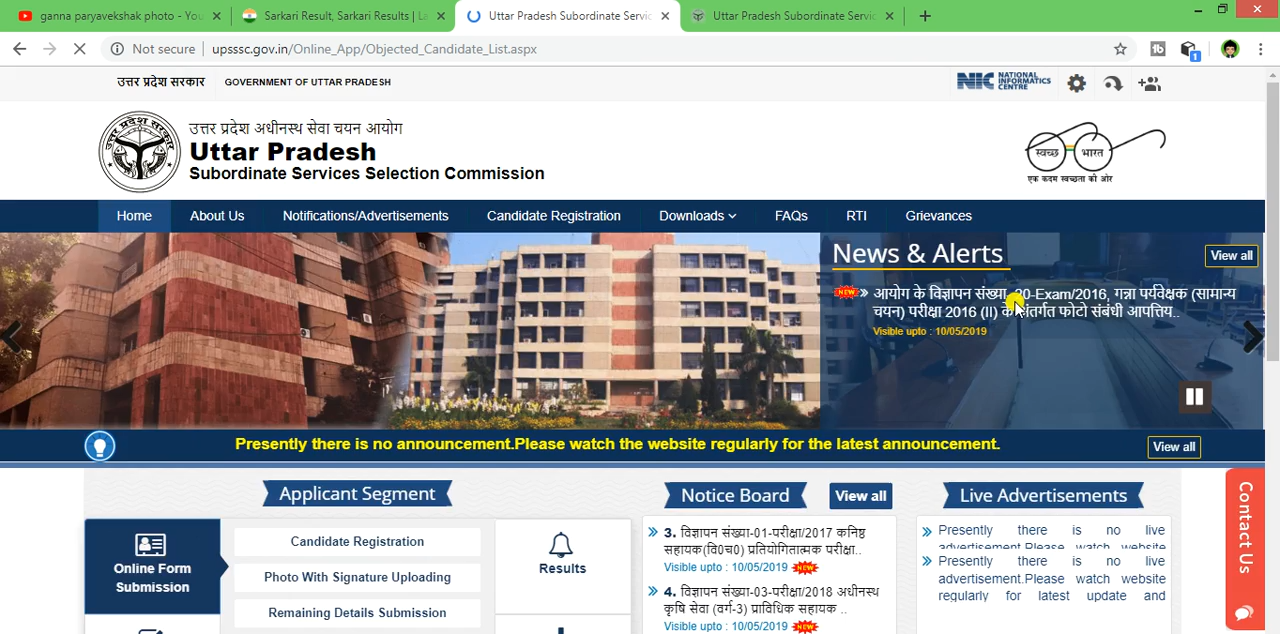 ganna paryavekshak photo - You
Sarkari Result, Sarkari Results | La
Uttar Pradesh Subordinate Servic
Uttar Pradesh Subordinate Servic
Not secure | upsssc.gov.in/Online_App/Objected_Candidate_List.aspx
उत्तर प्रदेश सरकार GOVERNMENT OF UTTAR PRADESH
NIC NATIONAL INFORMATICS CENTRE
उत्तर प्रदेश अधीनस्थ सेवा चयन आयोग
Uttar Pradesh
Subordinate Services Selection Commission
स्वच्छ भारत
एक कदम स्वच्छता की ओर
Home About Us Notifications/Advertisements Candidate Registration Downloads FAQs RTI Grievances
News & Alerts View all
NEW आयोग के विज्ञापन संख्या -20-Exam/2016, गन्ना पर्यवेक्षक (सामान्य
चयन) परीक्षा 2016 (II) के अंतर्गत फोटो संबंधी आपत्तिय..
Visible upto : 10/05/2019
Presently there is no announcement.Please watch the website regularly for the latest announcement. View all
Applicant Segment
Online Form
Submission
Candidate Registration
Photo With Signature Uploading
Remaining Details Submission
Results
Notice Board View all
3. विज्ञापन संख्या-01-परीक्षा/2017 कनिष्ठ
सहायक(वि0च0) प्रतियोगितात्मक परीक्षा..
Visible upto : 10/05/2019 NEW
4. विज्ञापन संख्या-03-परीक्षा/2018 अधीनस्थ
कृषि सेवा (वर्ग-3) प्राविधिक सहायक ..
Visible upto : 10/05/2019 NEW
Live Advertisements
Presently there is no live
advertisement.Please watch website
Presently there is no live
advertisement.Please watch website
regularly for latest update and
Contact Us